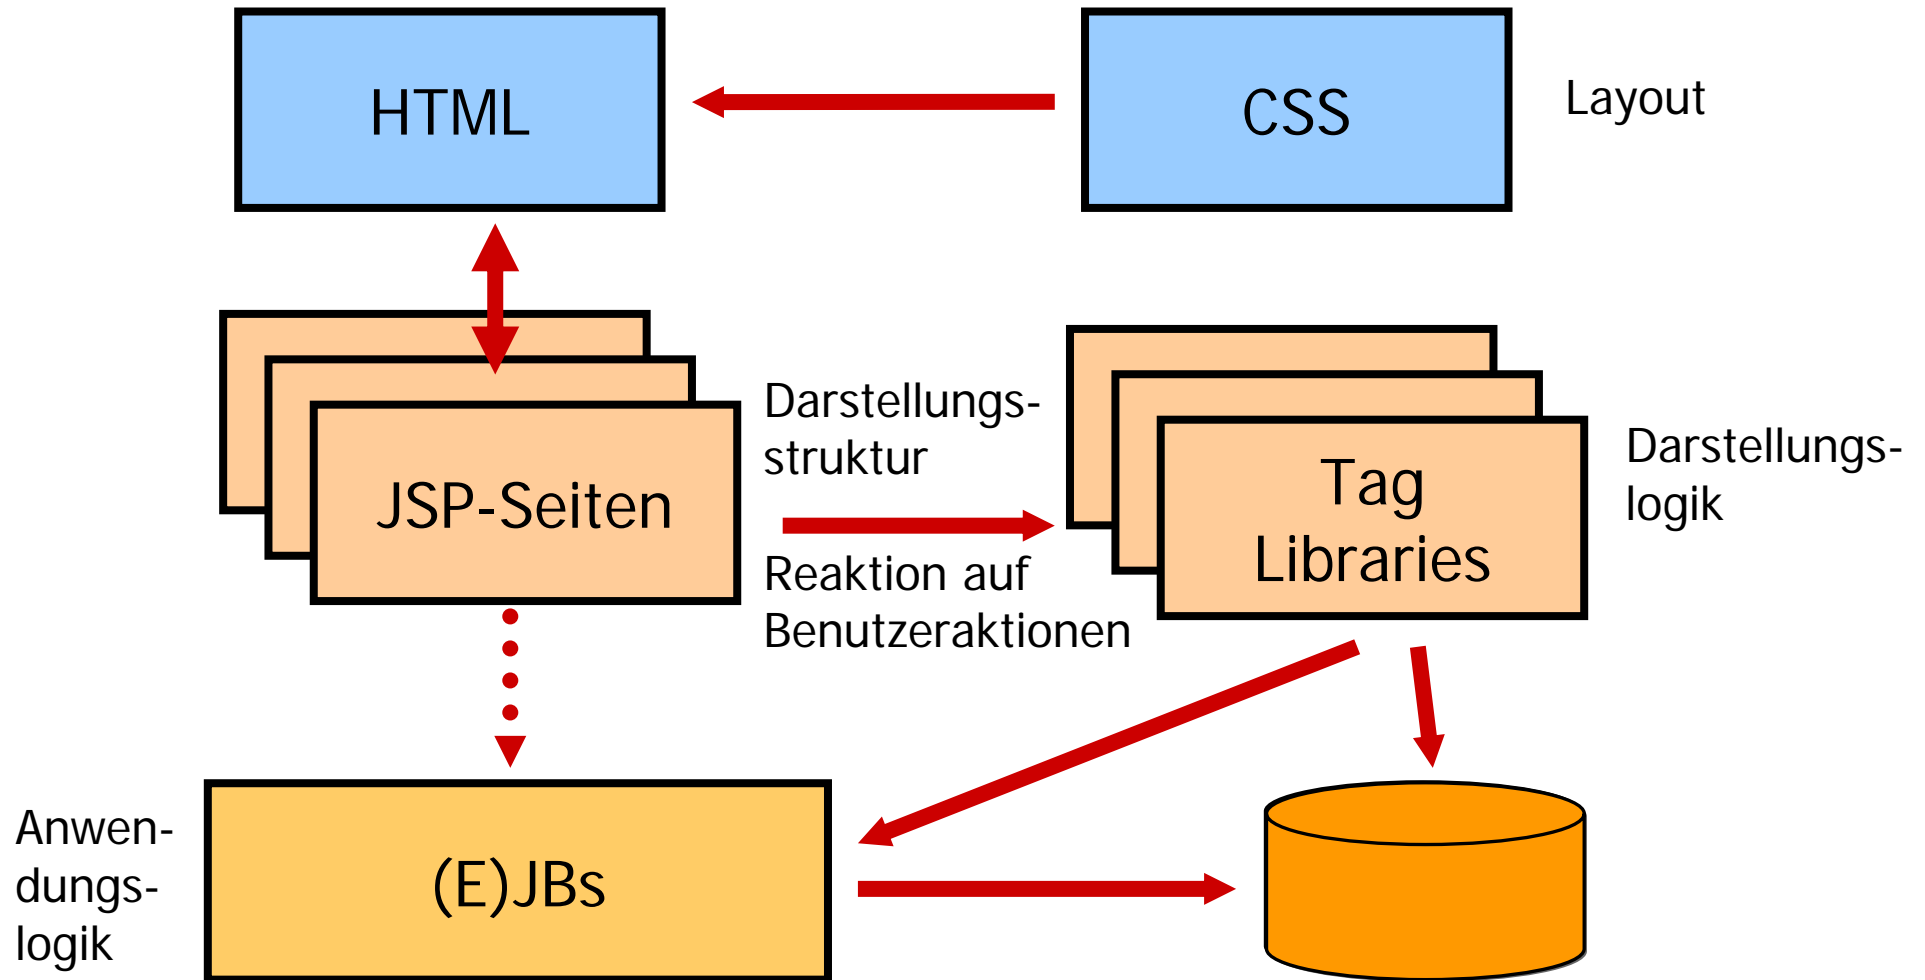 HTML
CSS
Layout
Darstellungs-
struktur
JSP-Seiten
Reaktion auf
Benutzeraktionen
Tag
Libraries
Darstellungs-
logik
Anwen-
dungs-
logik
(E)JBs